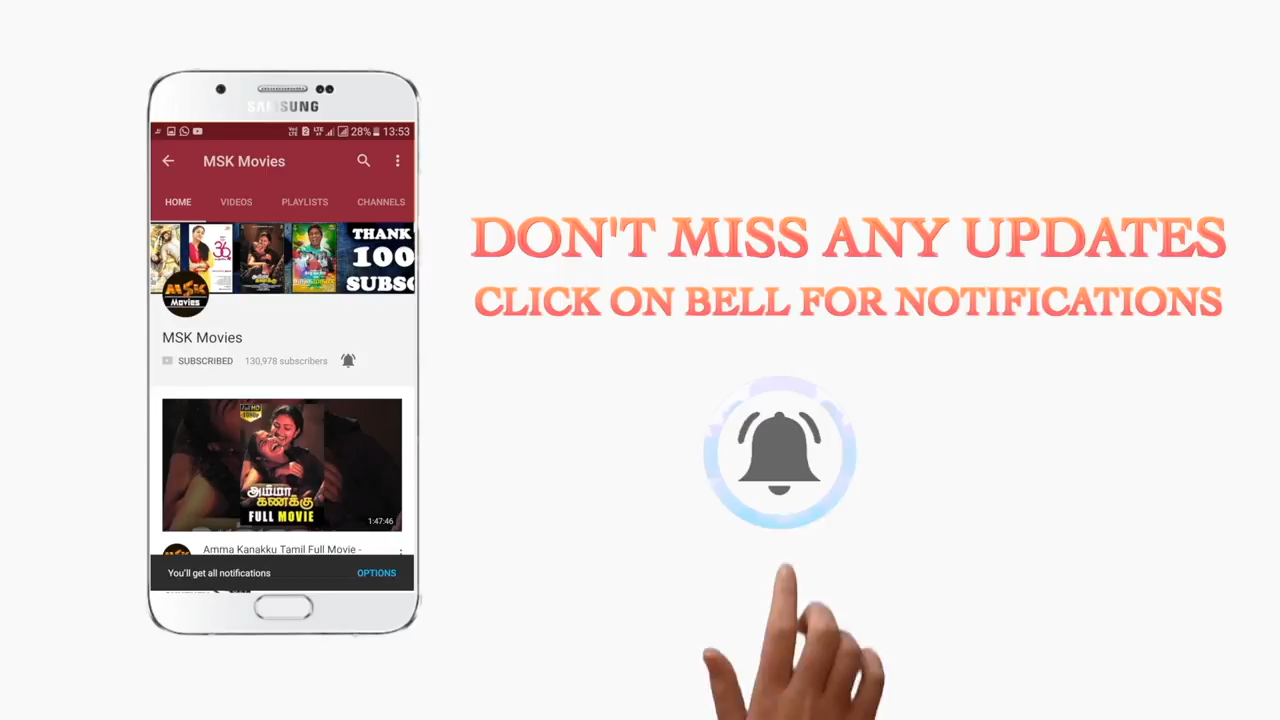 SAMSUNG
28% 13:53
MSK Movies
HOME VIDEOS PLAYLISTS CHANNELS
36
THANK
100
SUBSC
MSK
Movies
MSK Movies
SUBSCRIBED 130,978 subscribers
அம்மா
கணக்கு
FULL MOVIE
1:47:46
Amma Kanakku Tamil Full Movie -
You'll get all notifications OPTIONS
DON'T MISS ANY UPDATES
CLICK ON BELL FOR NOTIFICATIONS